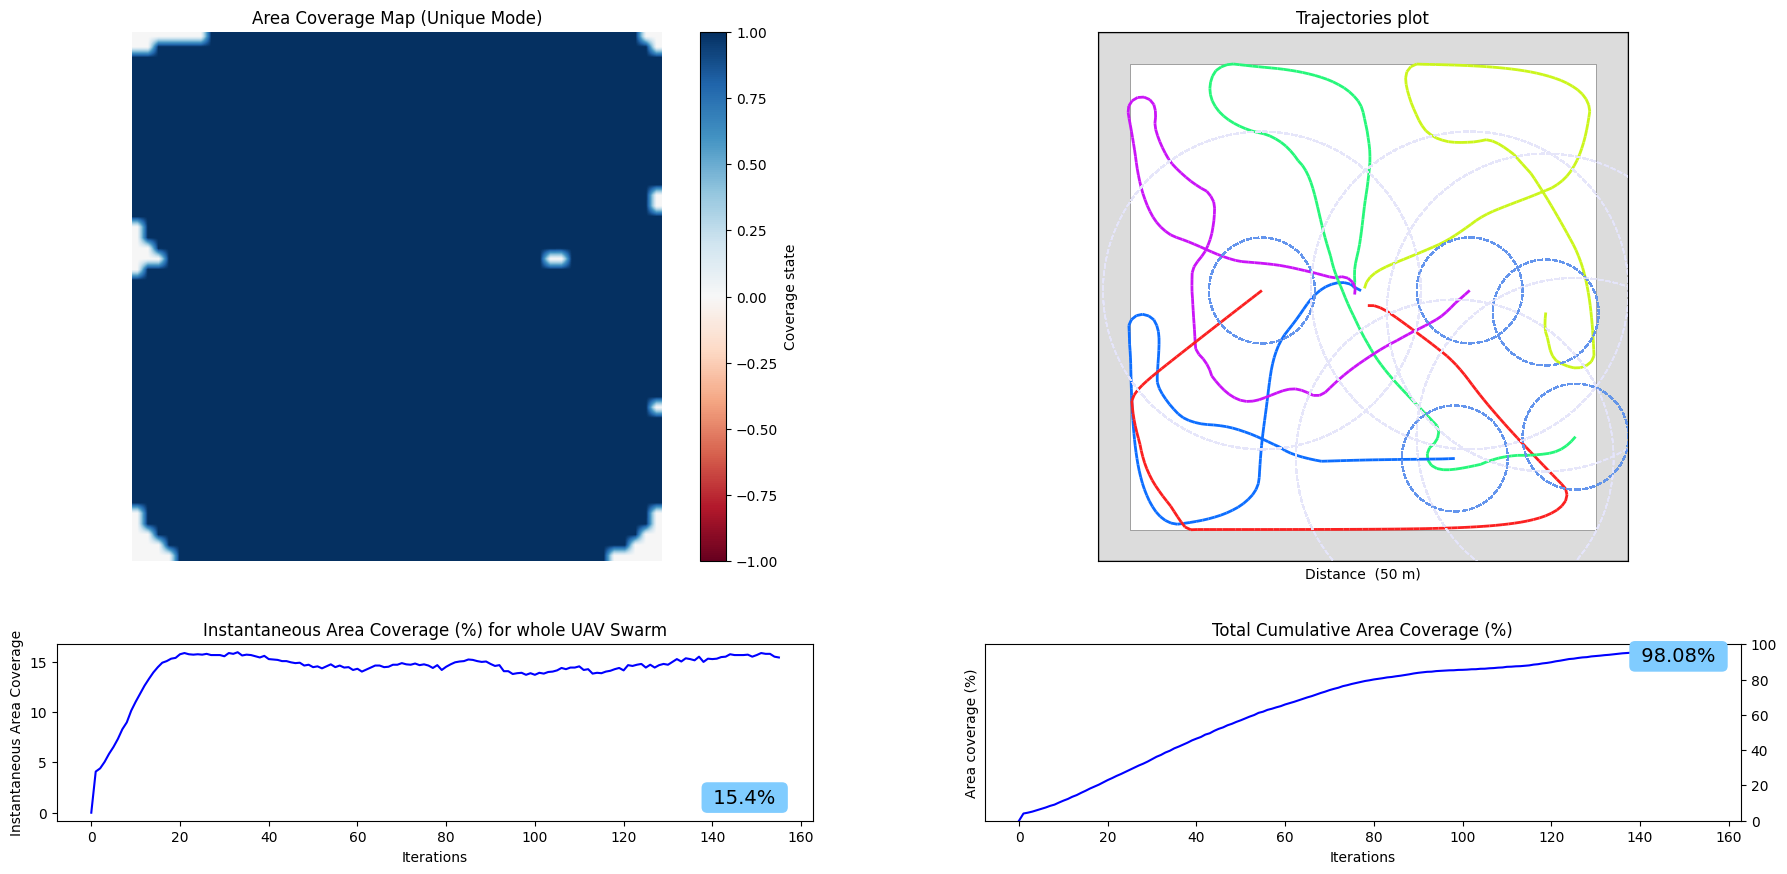 Area Coverage Map (Unique Mode)
1.00
0.75
0.50
0.25
0.00
−0.25
−0.50
−0.75
−1.00
Coverage state
Trajectories plot
Distance  (50 m)
Instantaneous Area Coverage (%) for whole UAV Swarm
Instantaneous Area Coverage
15
10
5
0
15.4%
0 20 40 60 80 100 120 140 160
Iterations
Total Cumulative Area Coverage (%)
Area coverage (%)
98.08%
100
80
60
40
20
0
0 20 40 60 80 100 120 140 160
Iterations